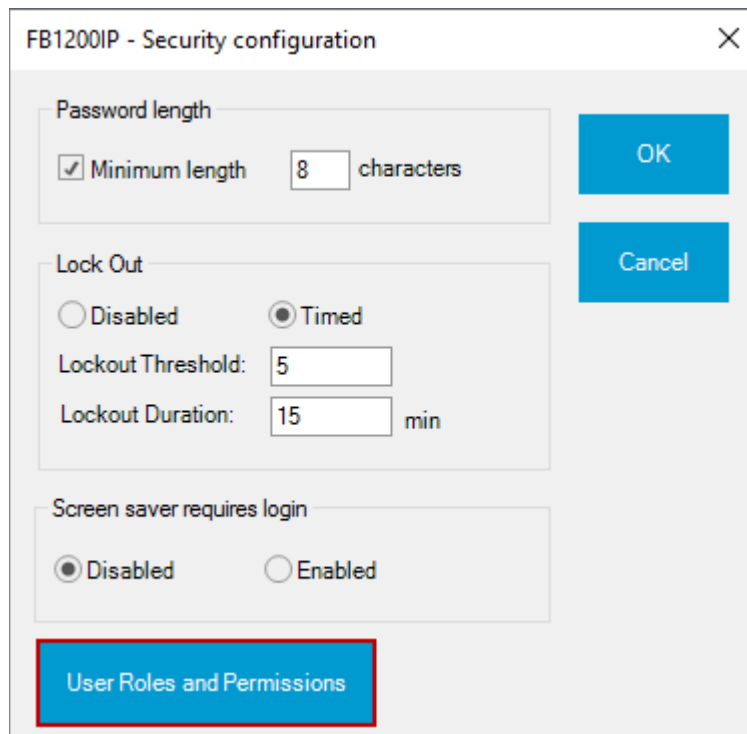 FB1200IP - Security configuration
Password length
Minimum length 8 characters
OK
Cancel
Lock Out
Disabled Timed
Lockout Threshold: 5
Lockout Duration: 15 min
Screen saver requires login
Disabled Enabled
User Roles and Permissions